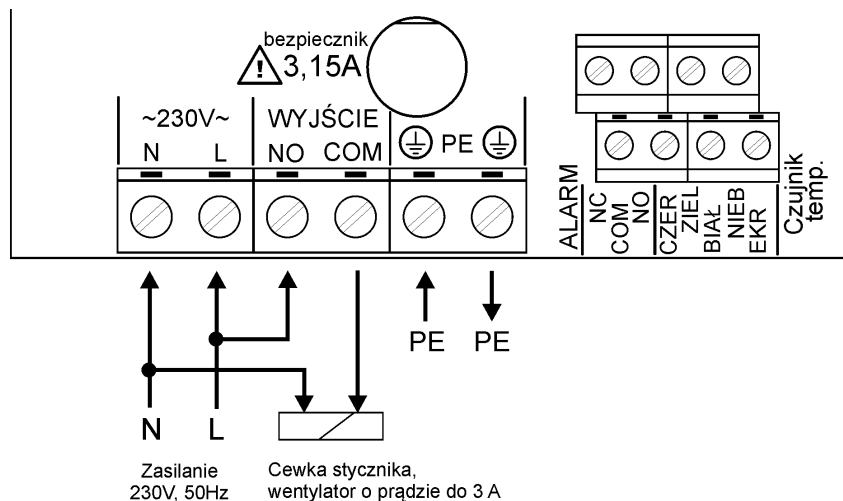 bezpiecznik
3,15A
~230V~
WYJŚCIE
N
L
NO
COM
PE
ALARM
NC
COM
NO
CZER
ZIEL
BIAŁ
NIEB
EKR
Czujnik
temp.
PE
PE
N
L
Zasilanie
230V, 50Hz
Cewka stycznika,
wentylator o prądzie do 3 A